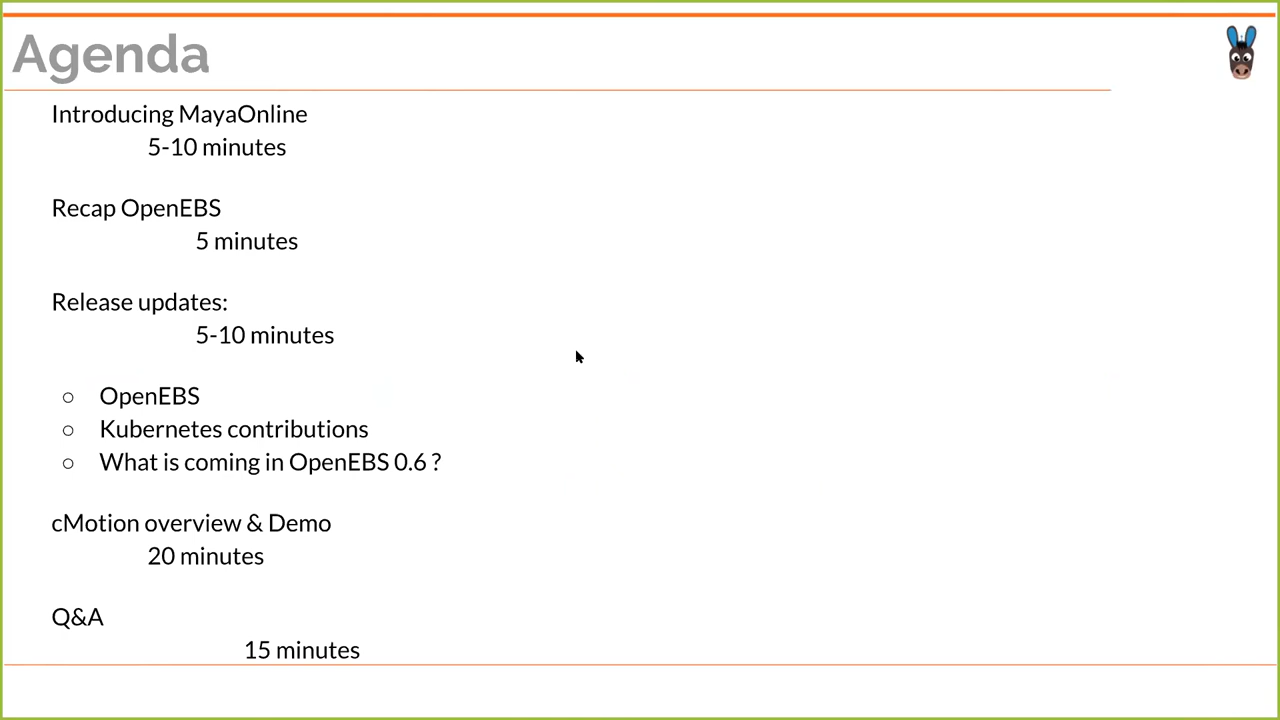 Agenda
Introducing MayaOnline
5-10 minutes
Recap OpenEBS
5 minutes
Release updates:
5-10 minutes
○ OpenEBS
○ Kubernetes contributions
○ What is coming in OpenEBS 0.6 ?
cMotion overview & Demo
20 minutes
Q&A
15 minutes